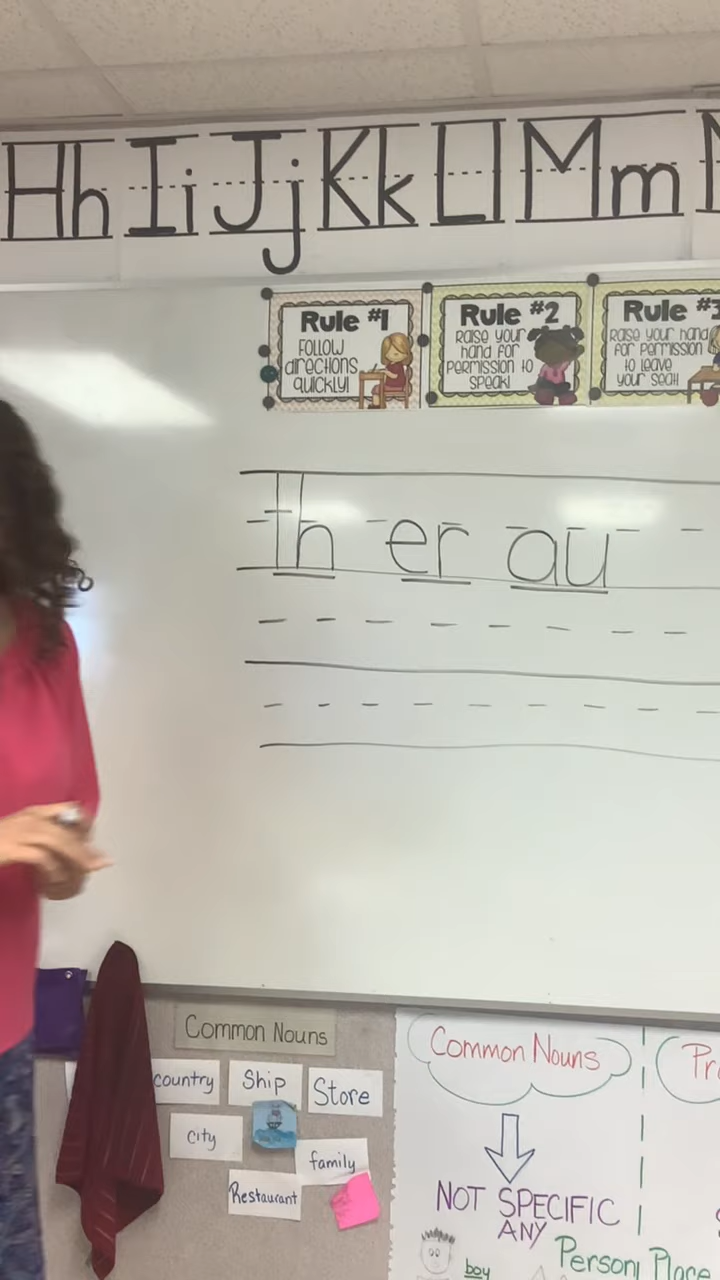 Hh Ii Jj Kk Ll Mm
Rule #1
FOLLOW
directions
quickly!
Rule #2
Raise your
hand for
permission to
speak!
Rule #3
Raise your hand
for permission
to leave
your seat!
th er au
Common Nouns
country Ship Store
city
family
Restaurant
Common Nouns
NOT SPECIFIC
ANY
Person, Place
boy